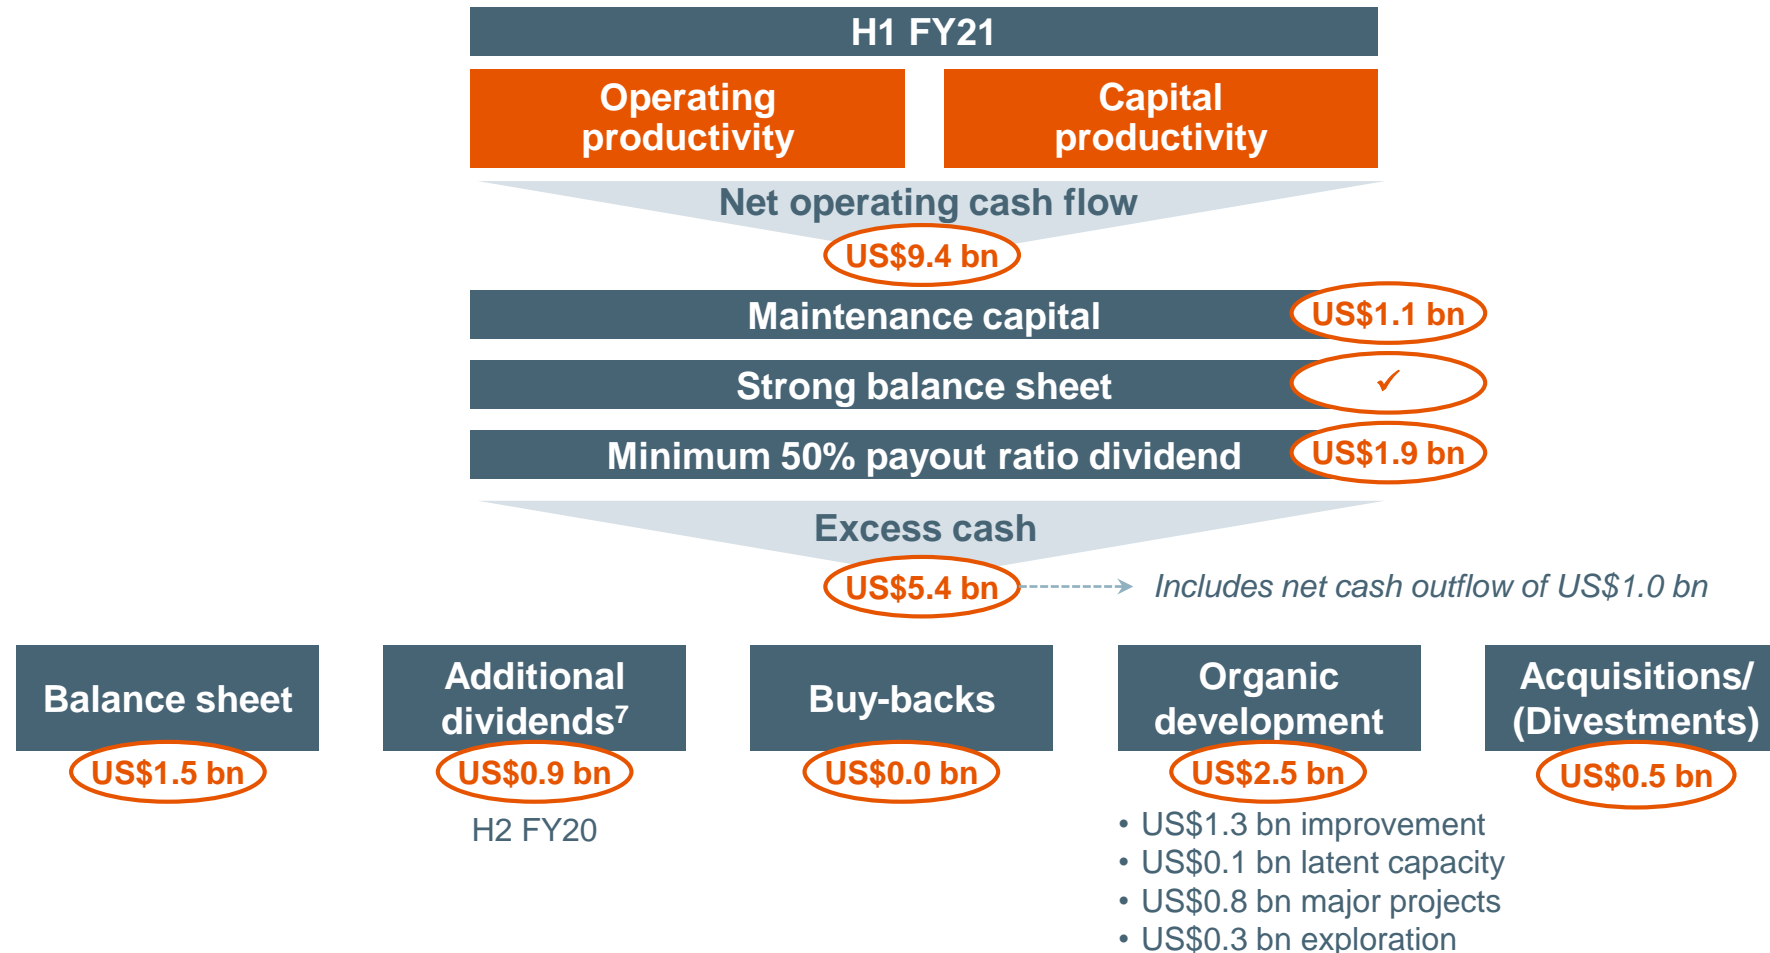 H1 FY21
Operating
productivity
Capital
productivity
Net operating cash flow
US$9.4 bn
Maintenance capital
US$1.1 bn
Strong balance sheet
✓
Minimum 50% payout ratio dividend
US$1.9 bn
Excess cash
US$5.4 bn
Includes net cash outflow of US$1.0 bn
Balance sheet
US$1.5 bn
Additional
dividends⁷
US$0.9 bn
H2 FY20
Buy-backs
US$0.0 bn
Organic
development
US$2.5 bn
• US$1.3 bn improvement
• US$0.1 bn latent capacity
• US$0.8 bn major projects
• US$0.3 bn exploration
Acquisitions/
(Divestments)
US$0.5 bn